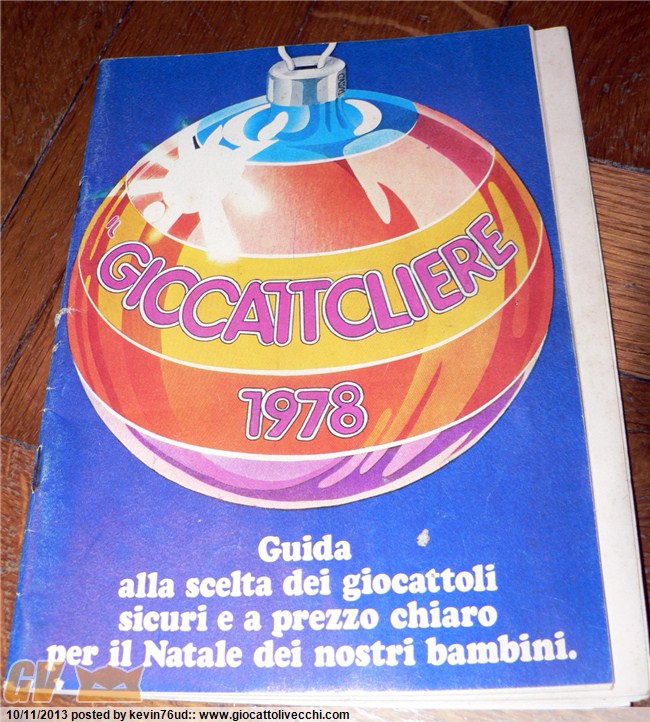 IL
GIOCATTOLIERE
1978
Guida
alla scelta dei giocattoli
sicuri e a prezzo chiaro
per il Natale dei nostri bambini.
GV
10/11/2013 posted by kevin76ud:: www.giocattolivecchi.com